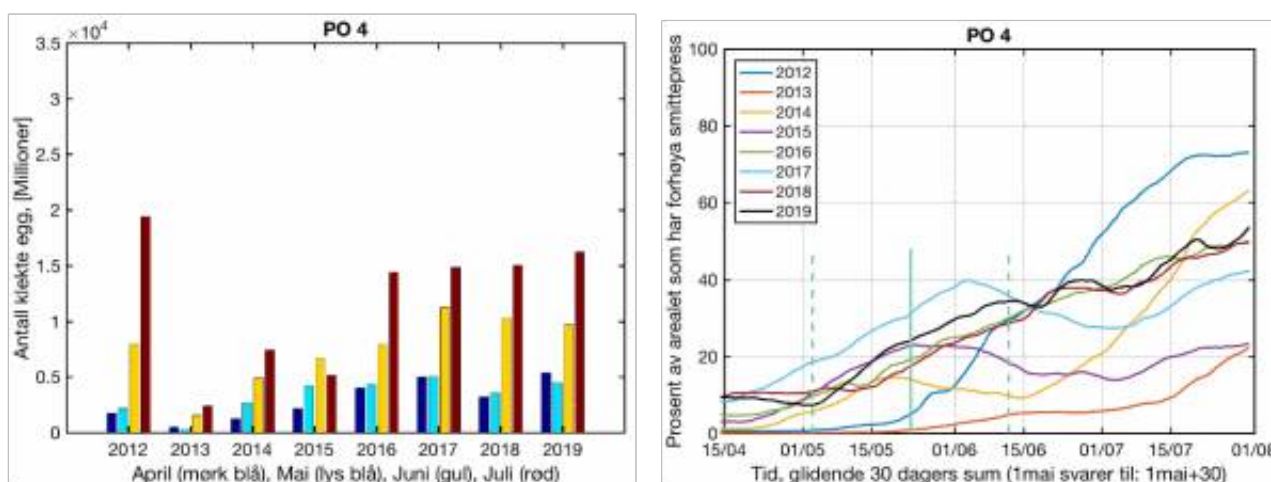 PO 4
×10⁴
3.5
3
2.5
2
1.5
1
0.5
0
Antall klekte egg, [Millioner]
2012 2013 2014 2015 2016 2017 2018 2019
April (mørk blå), Mai (lys blå), Juni (gul), Juli (rød)
PO 4
Prosent av arealet som har forhøya smittepress
100
80
60
40
20
0
2012
2013
2014
2015
2016
2017
2018
2019
15/04 01/05 15/05 01/06 15/06 01/07 15/07 01/08
Tid, glidende 30 dagers sum (1mai svarer til: 1mai+30)